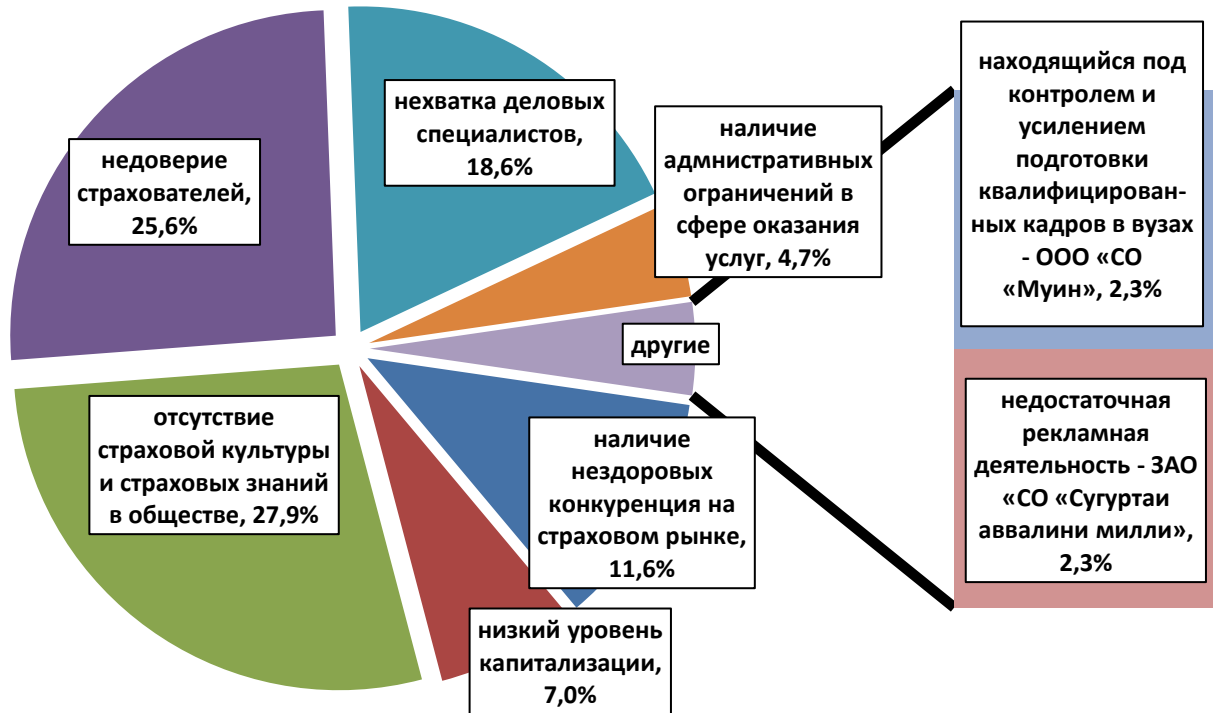 недоверие
страхователей,
25,6%
нехватка деловых
специалистов,
18,6%
наличие
адмнистративных
ограничений в
сфере оказания
услуг, 4,7%
другие
отсутствие
страховой культуры
и страховых знаний
в обществе, 27,9%
наличие
нездоровых
конкуренция на
страховом рынке,
11,6%
низкий уровень
капитализации,
7,0%
находящийся под
контролем и
усилением
подготовки
квалифицирован-
ных кадров в вузах
- ООО «СО
«Муин», 2,3%
недостаточная
рекламная
деятельность - ЗАО
«СО «Сугуртаи
аввалини милли»,
2,3%